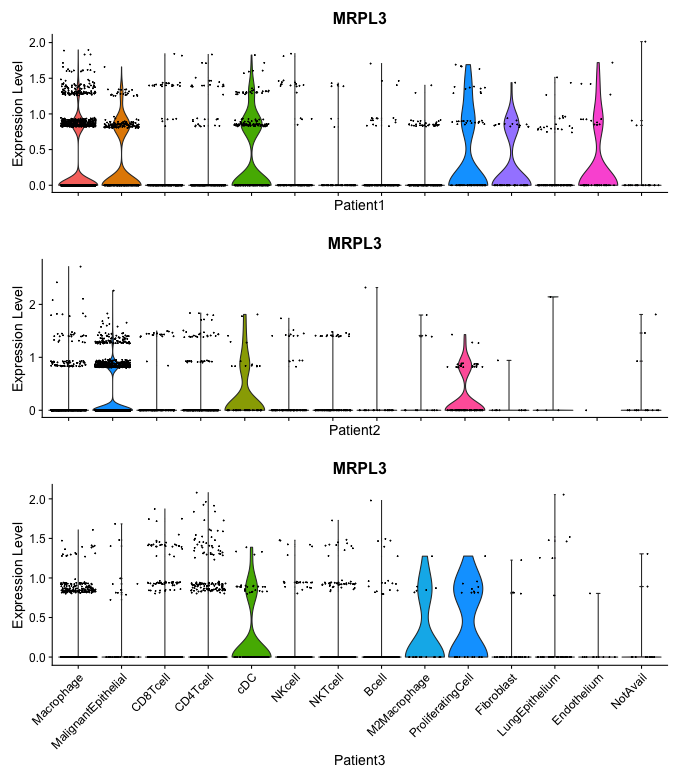 MRPL3
Expression Level
2.0
1.5
1.0
0.5
0.0
Patient1
MRPL3
Expression Level
2
1
0
Patient2
MRPL3
Expression Level
2.0
1.5
1.0
0.5
0.0
Macrophage
MalignantEpithelial
CD8Tcell
CD4Tcell
cDC
NKcell
NKTcell
Bcell
M2Macrophage
ProliferatingCell
Fibroblast
LungEpithelium
Endothelium
NotAvail
Patient3